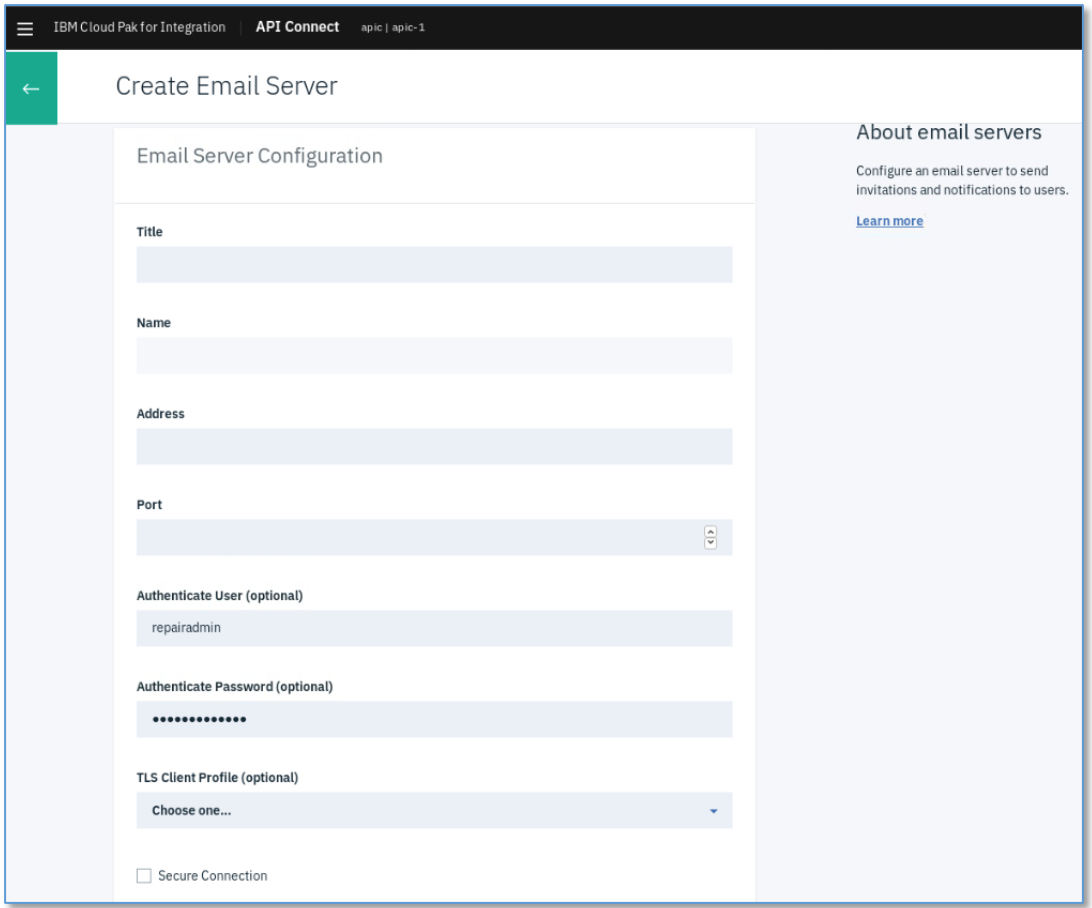 IBM Cloud Pak for Integration | API Connect apic | apic-1
Create Email Server
Email Server Configuration
Title
Name
Address
Port
Authenticate User (optional)
repairadmin
Authenticate Password (optional)
•••••••••••••
TLS Client Profile (optional)
Choose one...
Secure Connection
About email servers
Configure an email server to send
invitations and notifications to users.
Learn more